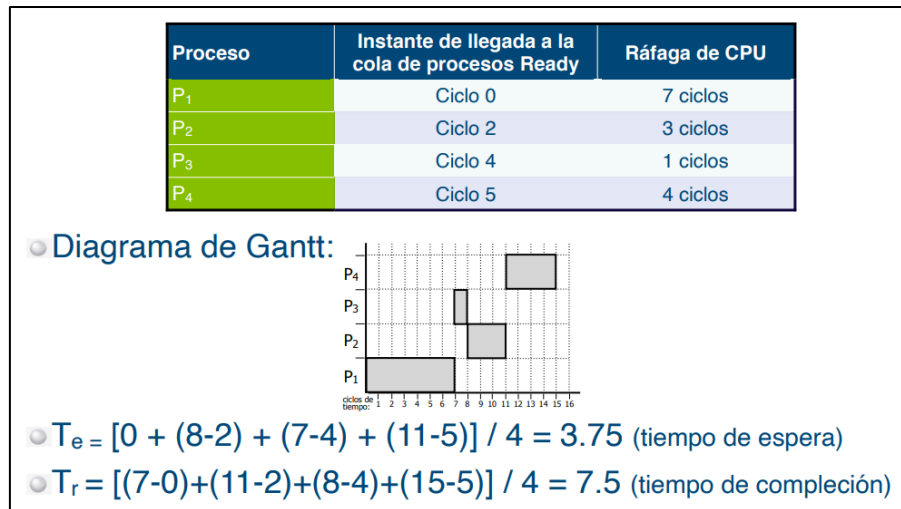 Proceso Instante de llegada a la cola de procesos Ready Ráfaga de CPU
P₁ Ciclo 0 7 ciclos
P₂ Ciclo 2 3 ciclos
P₃ Ciclo 4 1 ciclos
P₄ Ciclo 5 4 ciclos
Diagrama de Gantt:
P₄
P₃
P₂
P₁
ciclos de tiempo: 1 2 3 4 5 6 7 8 9 10 11 12 13 14 15 16
Tₑ = [0 + (8-2) + (7-4) + (11-5)] / 4 = 3.75 (tiempo de espera)
Tᵣ = [(7-0)+(11-2)+(8-4)+(15-5)] / 4 = 7.5 (tiempo de compleción)